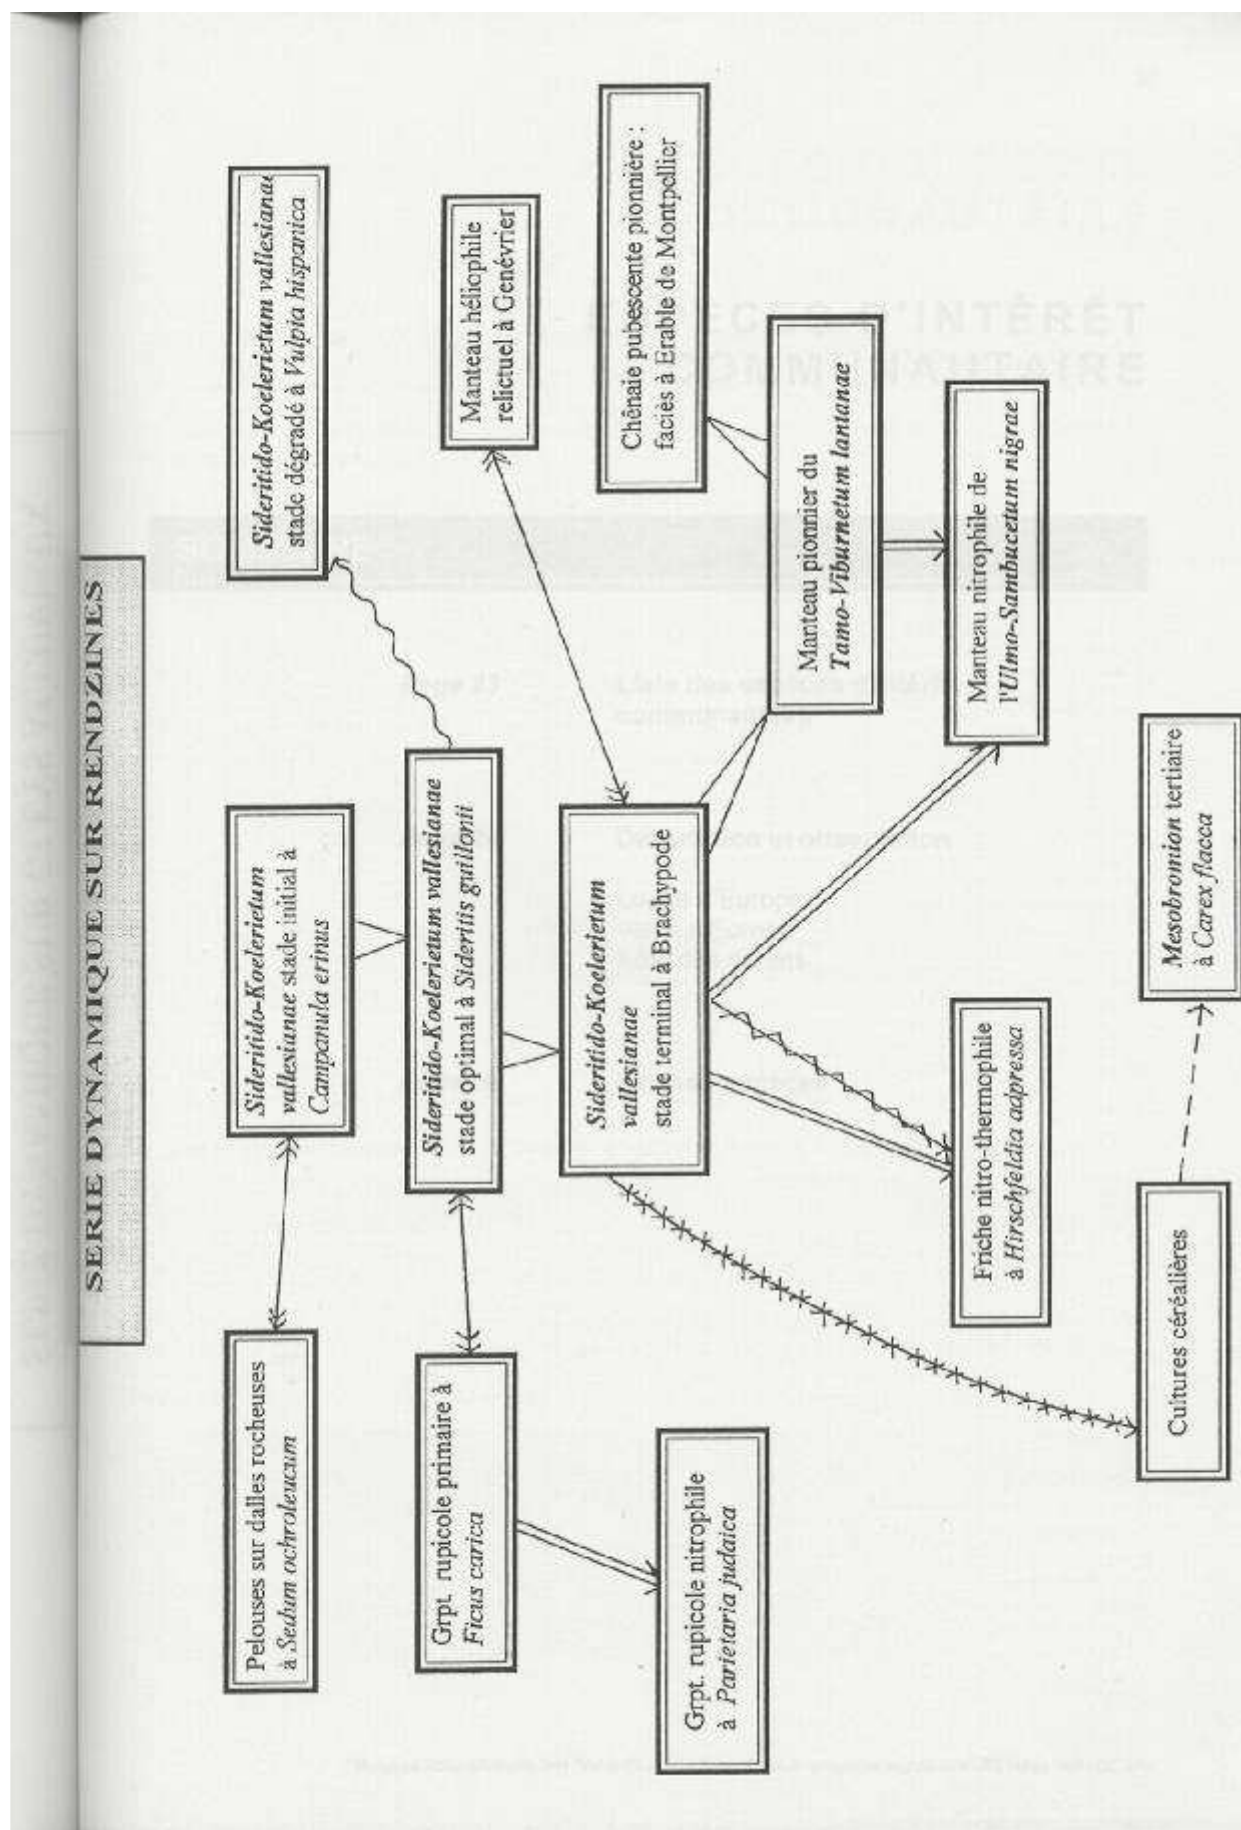 SERIE DYNAMIQUE SUR RENDZINES
Pelouses sur dalles rocheuses
à Sedum ochroleucum
Sideritido-Koelerietum
vallesianae stade initial à
Campanula erinus
Sideritido-Koelerietum vallesianae
stade dégradé à Vulpia hispanica
Grpt. rupicole primaire à
Ficus carica
Sideritido-Koelerietum vallesianae
stade optimal à Sideritis guillonii
Manteau héliophile
relictuel à Genévrier
Grpt. rupicole nitrophile
à Parietaria judaica
Sideritido-Koelerietum
vallesianae
stade terminal à Brachypode
Chênaie pubescente pionnière :
faciès à Erable de Montpellier
Manteau pionnier du
Tamo-Viburnetum lantanae
Friche nitro-thermophile
à Hirschfeldia adpressa
Manteau nitrophile de
l'Ulmo-Sambucetum nigrae
Cultures céréalières
Mesobromion tertiaire
à Carex flacca
D'INTÉRÊT
COMMUNAUTAIRE